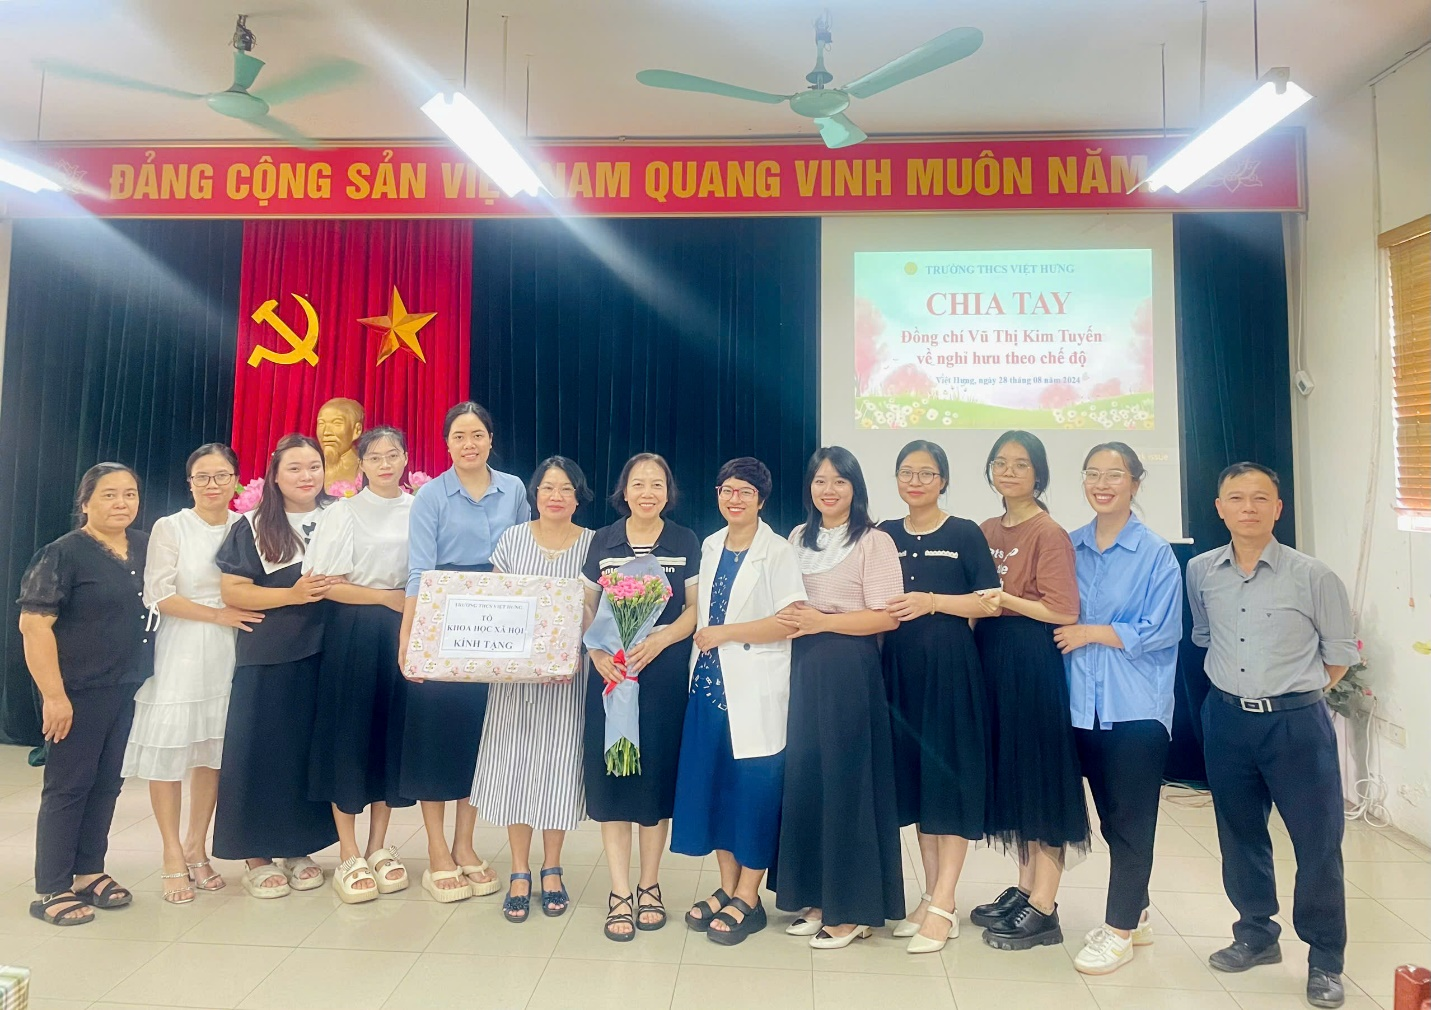 ĐẢNG CỘNG SẢN VIỆT NAM QUANG VINH MUÔN NĂM
TRƯỜNG THCS VIỆT HƯNG
CHIA TAY
Đồng chí Vũ Thị Kim Tuyến
về nghỉ hưu theo chế độ
Việt Hưng, ngày 28 tháng 08 năm 2024
TRƯỜNG THCS VIỆT HƯNG
TỔ
KHOA HỌC XÃ HỘI
KÍNH TẶNG